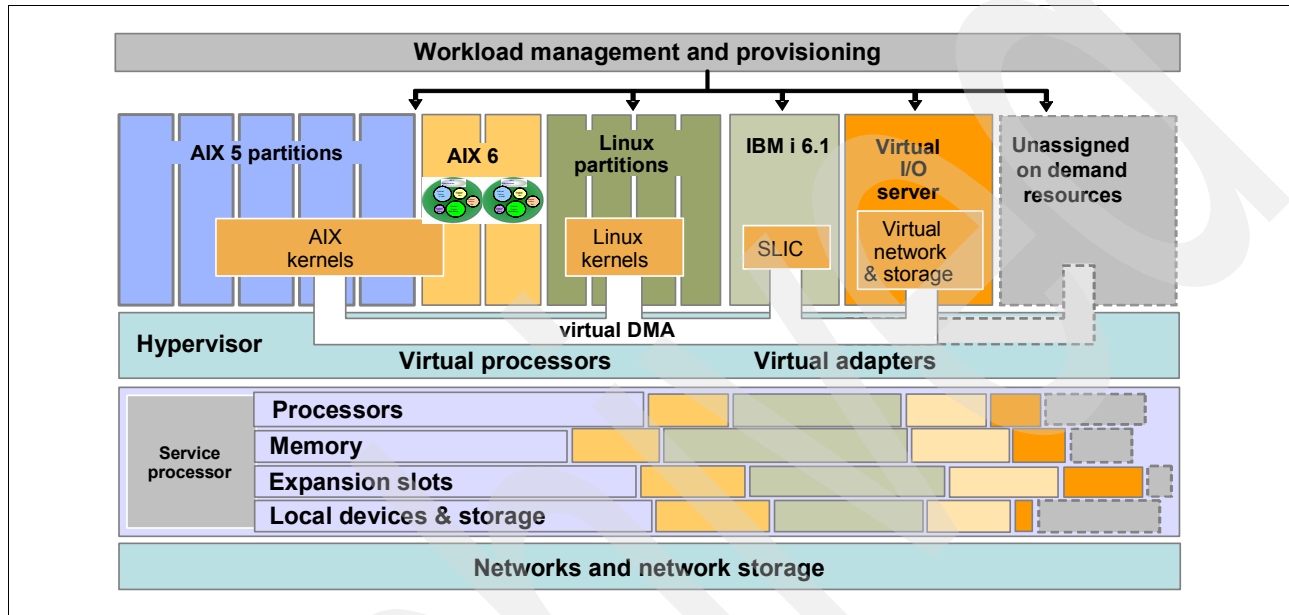 Workload management and provisioning
AIX 5 partitions
AIX 6
Linux
partitions
IBM i 6.1
Virtual
I/O
server
Unassigned
on demand
resources
AIX
kernels
Linux
kernels
SLIC
Virtual
network
& storage
virtual DMA
Hypervisor
Virtual processors
Virtual adapters
Service
processor
Processors
Memory
Expansion slots
Local devices & storage
Networks and network storage